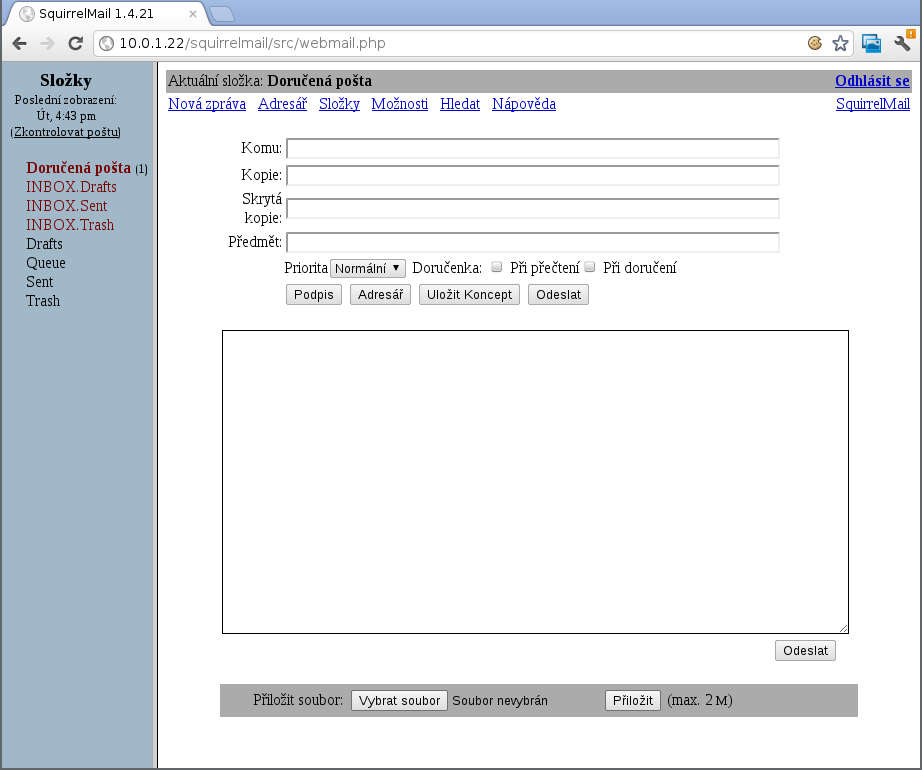 SquirrelMail 1.4.21
10.0.1.22/squirrelmail/src/webmail.php
Složky
Poslední zobrazení:
Út, 4:43 pm
(Zkontrolovat poštu)
Doručená pošta (1)
INBOX.Drafts
INBOX.Sent
INBOX.Trash
Drafts
Queue
Sent
Trash
Aktuální složka: Doručená pošta Odhlásit se
Nová zpráva Adresář Složky Možnosti Hledat Nápověda SquirrelMail
Komu:
Kopie:
Skrytá
kopie:
Předmět:
Priorita Normální Doručenka: Při přečtení Při doručení
Podpis Adresář Uložit Koncept Odeslat
Odeslat
Přiložit soubor: Vybrat soubor Soubor nevybrán Přiložit (max. 2 M)